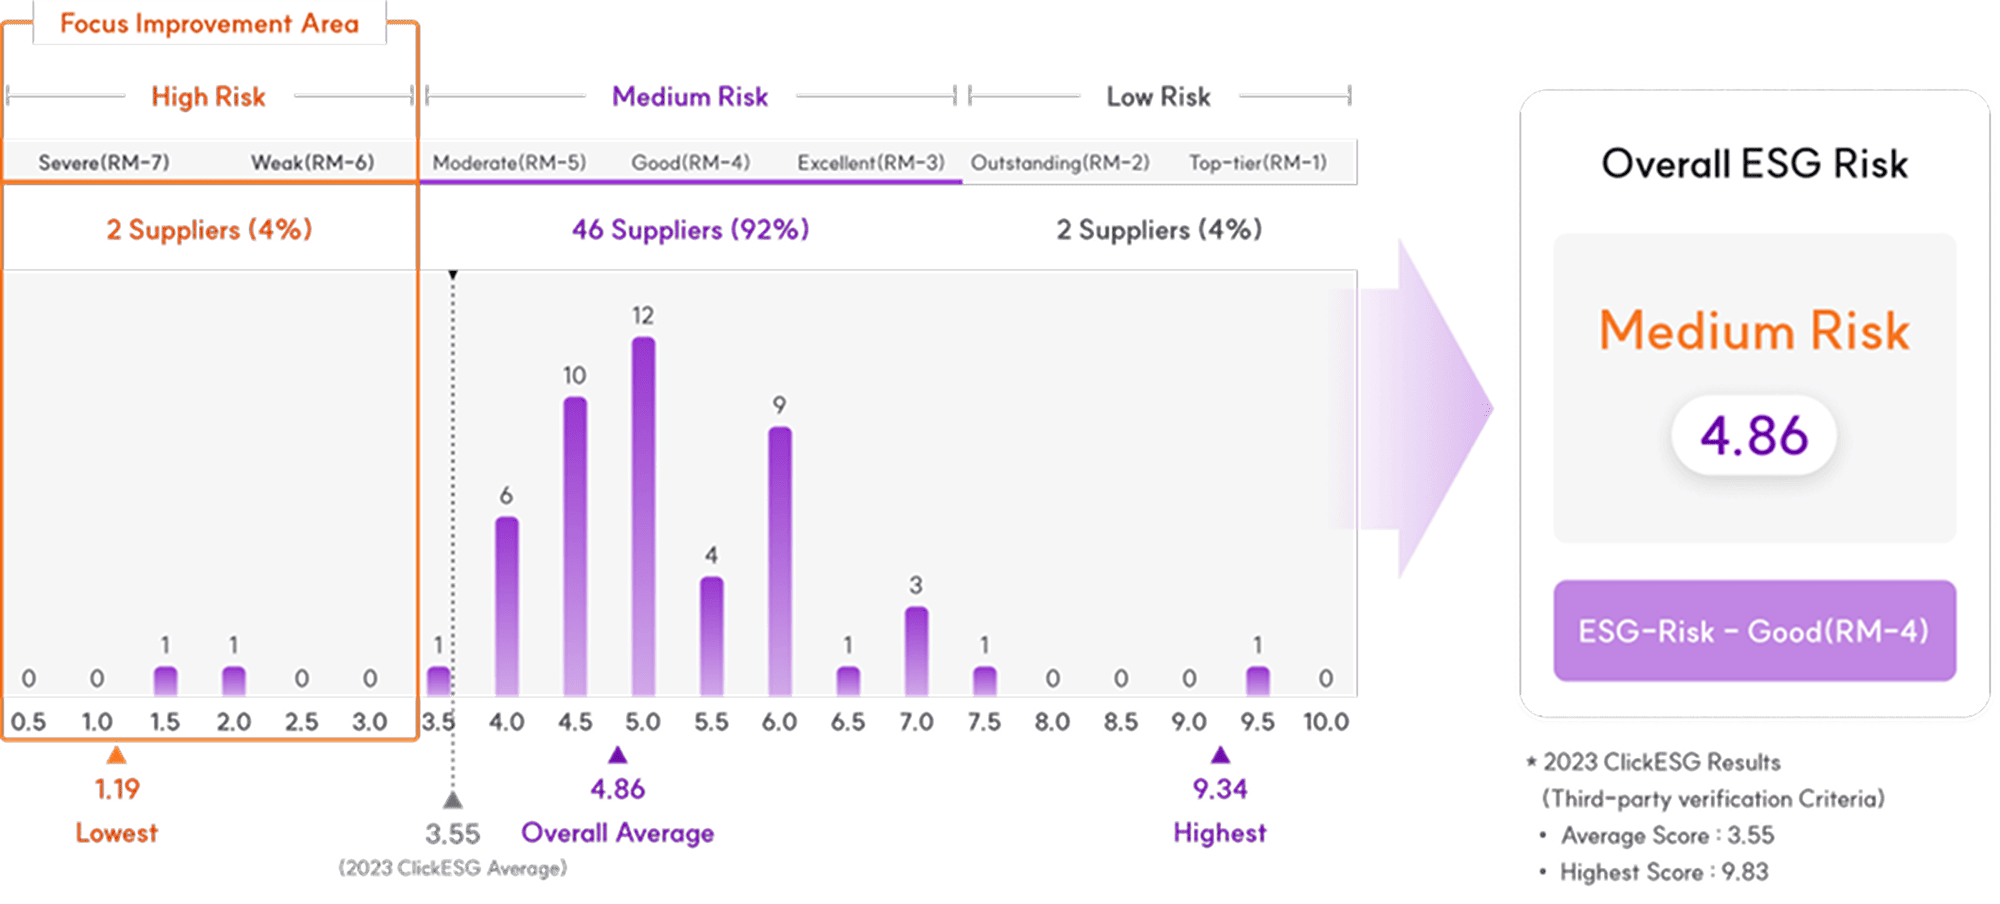 Focus Improvement Area
High Risk Medium Risk Low Risk
Severe(RM-7) Weak(RM-6) Moderate(RM-5) Good(RM-4) Excellent(RM-3) Outstanding(RM-2) Top-tier(RM-1)
2 Suppliers (4%) 46 Suppliers (92%) 2 Suppliers (4%)
0 0 1 1 0 0 1 6 10 12 4 9 1 3 1 0 0 0 1 0
0.5 1.0 1.5 2.0 2.5 3.0 3.5 4.0 4.5 5.0 5.5 6.0 6.5 7.0 7.5 8.0 8.5 9.0 9.5 10.0
1.19 4.86 9.34
Lowest 3.55 Overall Average Highest
(2023 ClickESG Average)
Overall ESG Risk
Medium Risk
4.86
ESG-Risk - Good(RM-4)
* 2023 ClickESG Results
(Third-party verification Criteria)
• Average Score : 3.55
• Highest Score : 9.83